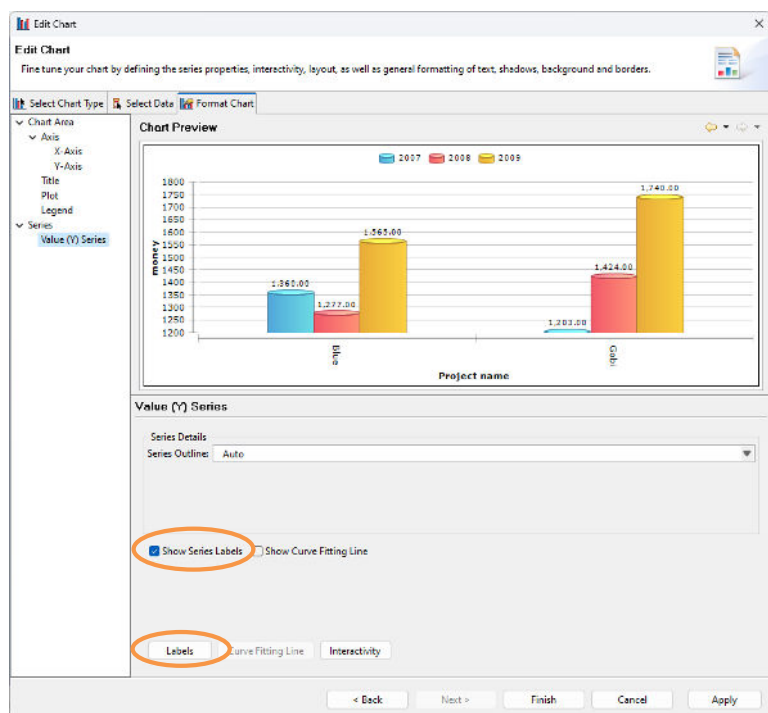 Edit Chart
Edit Chart
Fine tune your chart by defining the series properties, interactivity, layout, as well as general formatting of text, shadows, background and borders.
Select Chart Type Select Data Format Chart
Chart Area
Axis
X-Axis
Y-Axis
Title
Plot
Legend
Series
Value (Y) Series
Chart Preview
2007 2008 2009
money
1800
1750
1700
1650
1600
1550
1500
1450
1400
1350
1300
1250
1200
1,360.00
1,277.00
1,565.00
1,203.00
1,424.00
1,740.00
Blue
Gobi
Project name
Value (Y) Series
Series Details
Series Outline: Auto
Show Series Labels Show Curve Fitting Line
Labels Curve Fitting Line Interactivity
< Back Next > Finish Cancel Apply